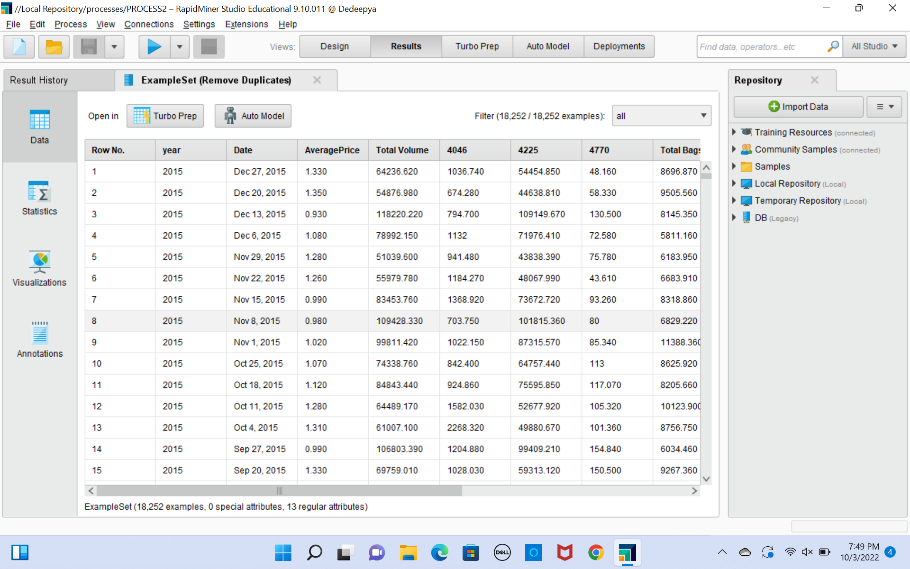 //Local Repository/processes/PROCESS2 – RapidMiner Studio Educational 9.10.011 @ Dedeepya
File Edit Process View Connections Settings Extensions Help
Views: Design Results Turbo Prep Auto Model Deployments Find data, operators...etc All Studio
Result History ExampleSet (Remove Duplicates) Repository
Open in Turbo Prep Auto Model Filter (18,252 / 18,252 examples): all
Import Data
Data
Statistics
Visualizations
Annotations
Row No. year Date AveragePrice Total Volume 4046 4225 4770 Total Bags
1 2015 Dec 27, 2015 1.330 64236.620 1036.740 54454.850 48.160 8696.870
2 2015 Dec 20, 2015 1.350 54876.980 674.280 44638.810 58.330 9505.560
3 2015 Dec 13, 2015 0.930 118220.220 794.700 109149.670 130.500 8145.350
4 2015 Dec 6, 2015 1.080 78992.150 1132 71976.410 72.580 5811.160
5 2015 Nov 29, 2015 1.280 51039.600 941.480 43838.390 75.780 6183.950
6 2015 Nov 22, 2015 1.260 55979.780 1184.270 48067.990 43.610 6683.910
7 2015 Nov 15, 2015 0.990 83453.760 1368.920 73672.720 93.260 8318.860
8 2015 Nov 8, 2015 0.980 109428.330 703.750 101815.360 80 6829.220
9 2015 Nov 1, 2015 1.020 99811.420 1022.150 87315.570 85.340 11388.360
10 2015 Oct 25, 2015 1.070 74338.760 842.400 64757.440 113 8625.920
11 2015 Oct 18, 2015 1.120 84843.440 924.860 75595.850 117.070 8205.660
12 2015 Oct 11, 2015 1.280 64489.170 1582.030 52677.920 105.320 10123.900
13 2015 Oct 4, 2015 1.310 61007.100 2268.320 49880.670 101.360 8756.750
14 2015 Sep 27, 2015 0.990 106803.390 1204.880 99409.210 154.840 6034.460
15 2015 Sep 20, 2015 1.330 69759.010 1028.030 59313.120 150.500 9267.360
ExampleSet (18,252 examples, 0 special attributes, 13 regular attributes)
Training Resources (connected)
Community Samples (connected)
Samples
Local Repository (Local)
Temporary Repository (Local)
DB (Legacy)
DELL
7:49 PM
10/3/2022
4